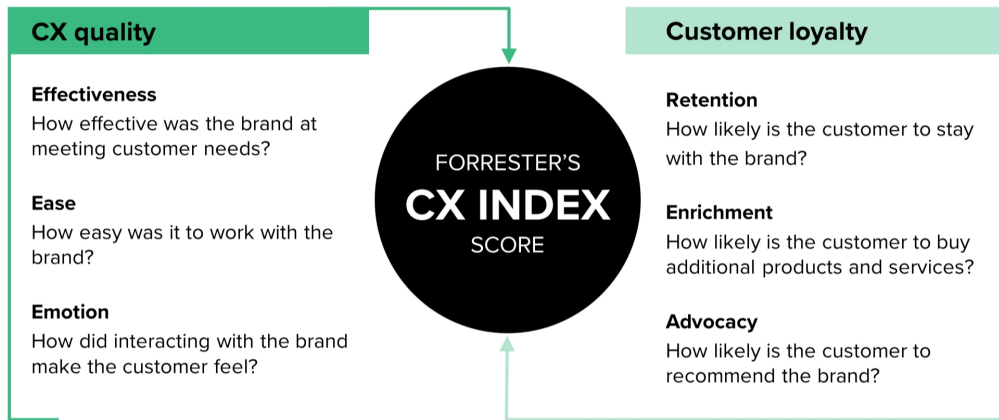 CX quality
Effectiveness
How effective was the brand at
meeting customer needs?
Ease
How easy was it to work with the
brand?
Emotion
How did interacting with the brand
make the customer feel?
FORRESTER’S
CX INDEX
SCORE
Customer loyalty
Retention
How likely is the customer to stay
with the brand?
Enrichment
How likely is the customer to buy
additional products and services?
Advocacy
How likely is the customer to
recommend the brand?